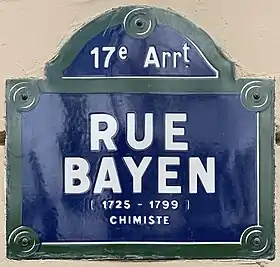 17e Arrt
RUE
BAYEN
( 1725 - 1799 )
CHIMISTE